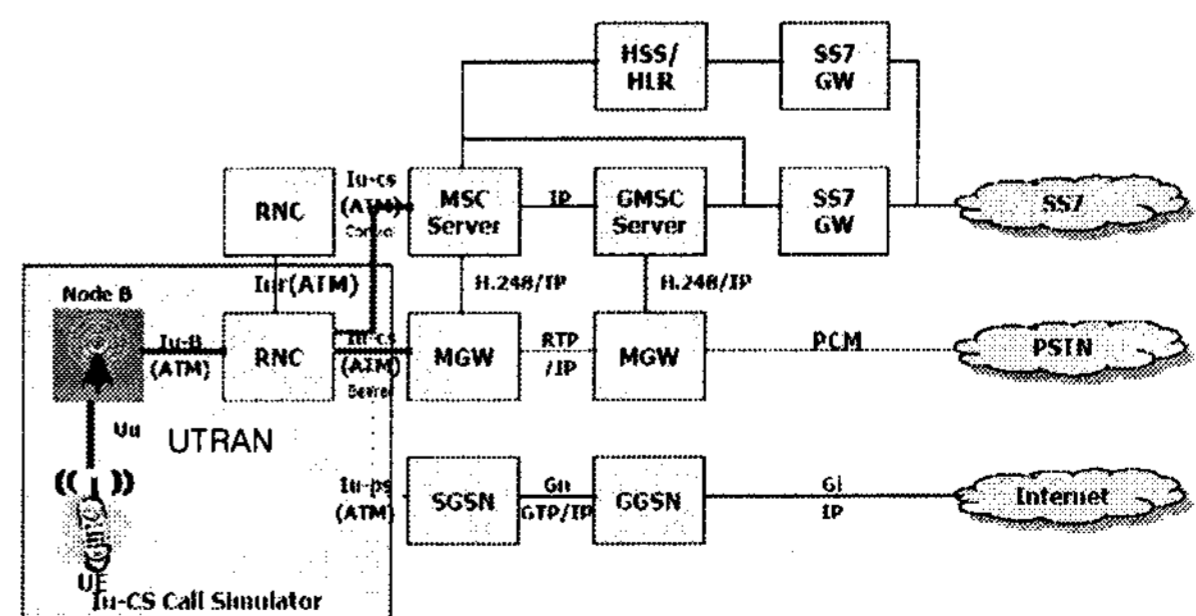 HSS/
HLR
SS7
GW
RNC
Iu-cs
(ATM)
Control
MSC
Server
IP
GMSC
Server
SS7
GW
SS7
Iur(ATM)
H.248/IP
H.248/IP
Node B
Iu-B
(ATM)
RNC
Iu-cs
(ATM)
Bearer
MGW
RTP
/IP
MGW
PCM
PSTN
Uu
UTRAN
Iu-ps
(ATM)
SGSN
Gn
GTP/IP
GGSN
Gi
IP
Internet
UE
Iu-CS Call Simulator